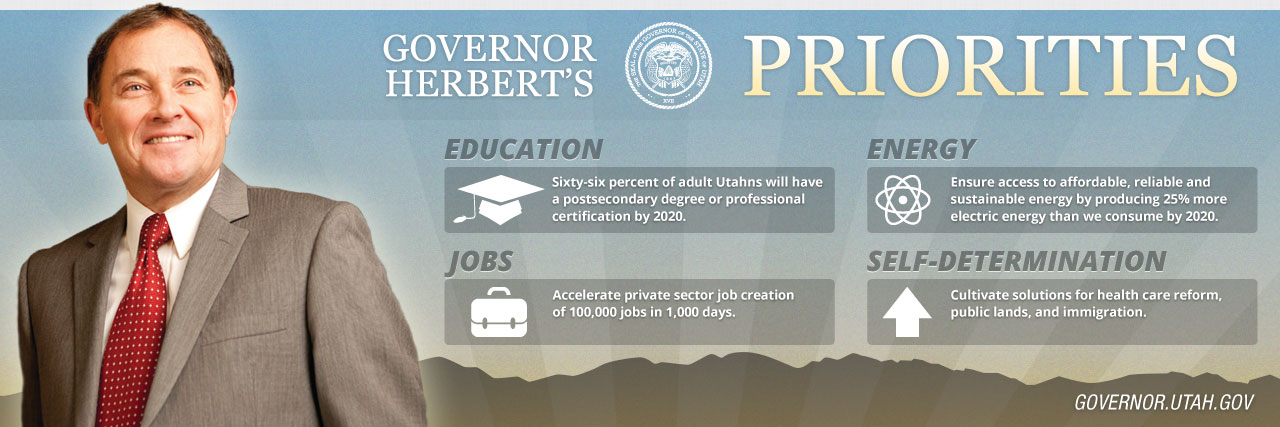 GOVERNOR
HERBERT'S
THE SEAL OF THE GOVERNOR OF THE STATE OF UTAH
PRIORITIES
EDUCATION
Sixty-six percent of adult Utahns will have
a postsecondary degree or professional
certification by 2020.
ENERGY
Ensure access to affordable, reliable and
sustainable energy by producing 25% more
electric energy than we consume by 2020.
JOBS
Accelerate private sector job creation
of 100,000 jobs in 1,000 days.
SELF-DETERMINATION
Cultivate solutions for health care reform,
public lands, and immigration.
GOVERNOR.UTAH.GOV